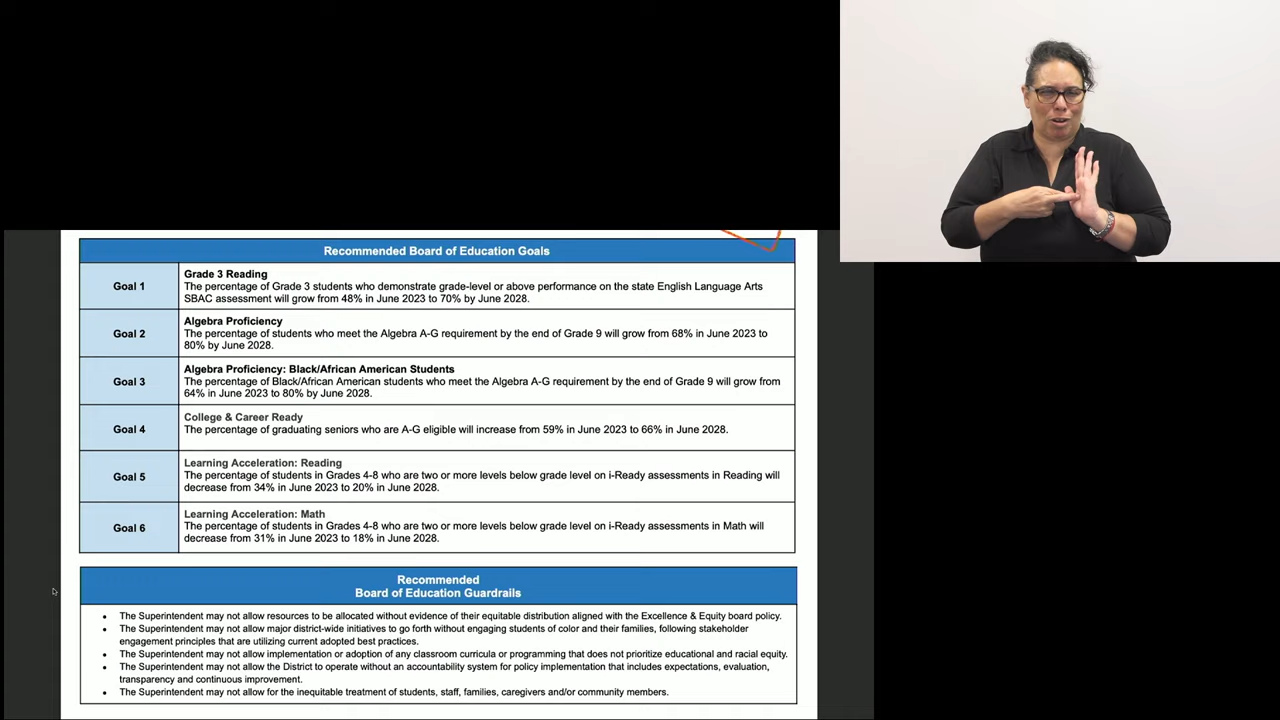 Recommended Board of Education Goals
Goal 1
Grade 3 Reading
The percentage of Grade 3 students who demonstrate grade-level or above performance on the state English Language Arts
SBAC assessment will grow from 48% in June 2023 to 70% by June 2028.
Goal 2
Algebra Proficiency
The percentage of students who meet the Algebra A-G requirement by the end of Grade 9 will grow from 68% in June 2023 to
80% by June 2028.
Goal 3
Algebra Proficiency: Black/African American Students
The percentage of Black/African American students who meet the Algebra A-G requirement by the end of Grade 9 will grow from
64% in June 2023 to 80% by June 2028.
Goal 4
College & Career Ready
The percentage of graduating seniors who are A-G eligible will increase from 59% in June 2023 to 66% in June 2028.
Goal 5
Learning Acceleration: Reading
The percentage of students in Grades 4-8 who are two or more levels below grade level on i-Ready assessments in Reading will
decrease from 34% in June 2023 to 20% in June 2028.
Goal 6
Learning Acceleration: Math
The percentage of students in Grades 4-8 who are two or more levels below grade level on i-Ready assessments in Math will
decrease from 31% in June 2023 to 18% in June 2028.
Recommended
Board of Education Guardrails
• The Superintendent may not allow resources to be allocated without evidence of their equitable distribution aligned with the Excellence & Equity board policy.
• The Superintendent may not allow major district-wide initiatives to go forth without engaging students of color and their families, following stakeholder
engagement principles that are utilizing current adopted best practices.
• The Superintendent may not allow implementation or adoption of any classroom curricula or programming that does not prioritize educational and racial equity.
• The Superintendent may not allow the District to operate without an accountability system for policy implementation that includes expectations, evaluation,
transparency and continuous improvement.
• The Superintendent may not allow for the inequitable treatment of students, staff, families, caregivers and/or community members.